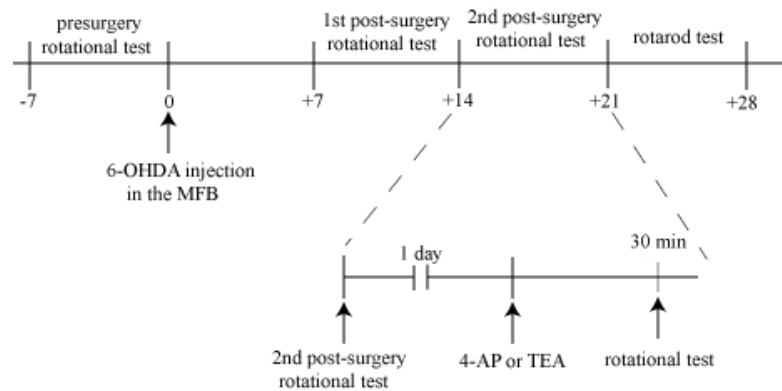 presurgery
rotational test
1st post-surgery
rotational test
2nd post-surgery
rotational test
rotarod test
-7
0
+7
+14
+21
+28
6-OHDA injection
in the MFB
1 day
30 min
2nd post-surgery
rotational test
4-AP or TEA
rotational test